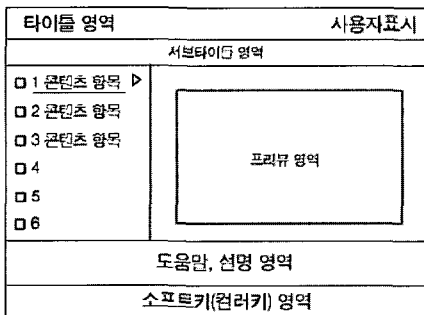 타이틀 영역 사용자표시
서브타이틀 영역
1 콘텐츠 항목
2 콘텐츠 항목
3 콘텐츠 항목
4
5
6
프리뷰 영역
도움말, 설명 영역
소프트키(컬러키) 영역